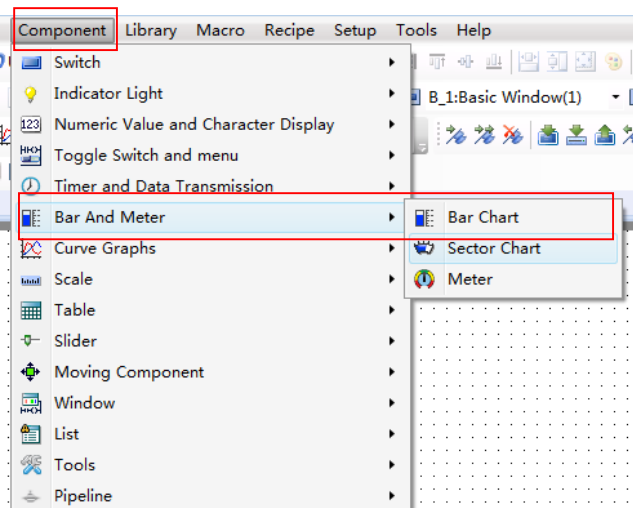 Component Library Macro Recipe Setup Tools Help
Switch
Indicator Light
B_1:Basic Window(1)
123 Numeric Value and Character Display
Toggle Switch and menu
Timer and Data Transmission
Bar And Meter
Bar Chart
Curve Graphs
Sector Chart
Scale
Meter
Table
Slider
Moving Component
Window
List
Tools
Pipeline